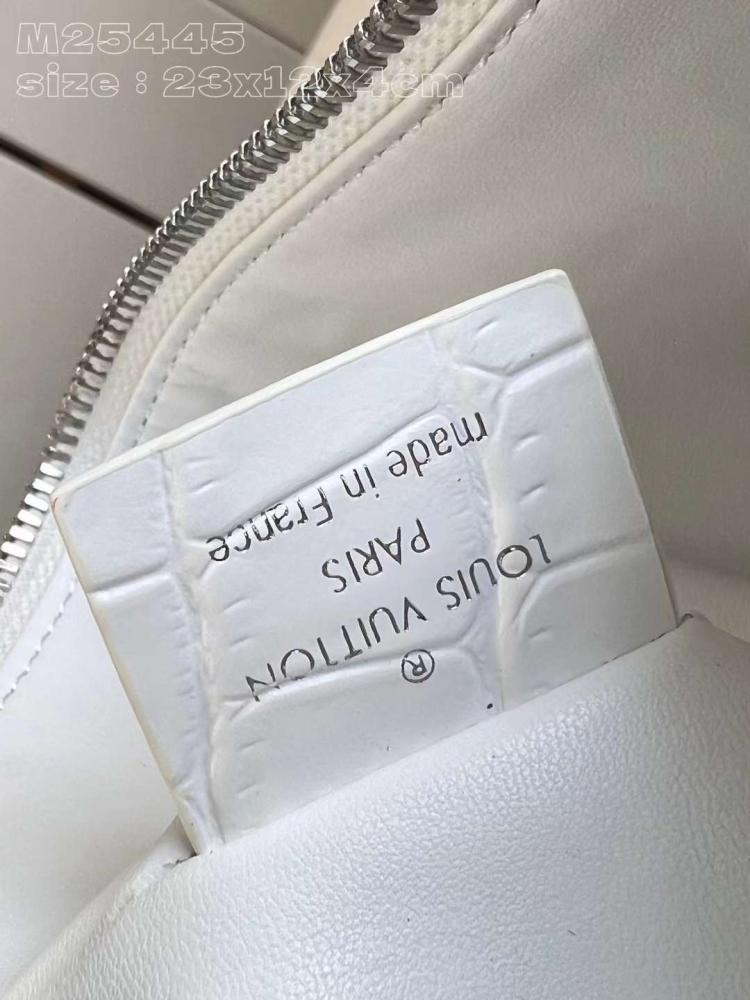 M25445
size : 23x12x4cm
®
LOUIS VUITTON
PARIS
made in France